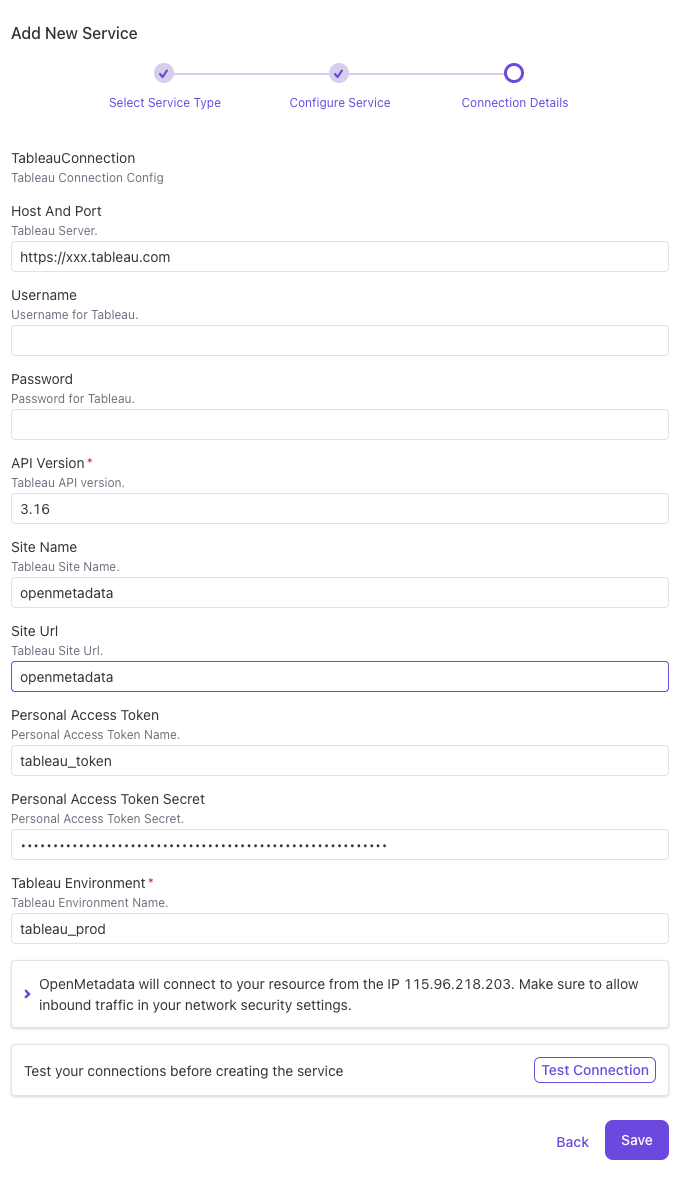 Add New Service
Select Service Type
Configure Service
Connection Details
TableauConnection
Tableau Connection Config
Host And Port
Tableau Server.
https://xxx.tableau.com
Username
Username for Tableau.
Password
Password for Tableau.
API Version*
Tableau API version.
3.16
Site Name
Tableau Site Name.
openmetadata
Site Url
Tableau Site Url.
openmetadata
Personal Access Token
Personal Access Token Name.
tableau_token
Personal Access Token Secret
Personal Access Token Secret.
Tableau Environment*
Tableau Environment Name.
tableau_prod
OpenMetadata will connect to your resource from the IP 115.96.218.203. Make sure to allow
inbound traffic in your network security settings.
Test your connections before creating the service
Test Connection
Back
Save